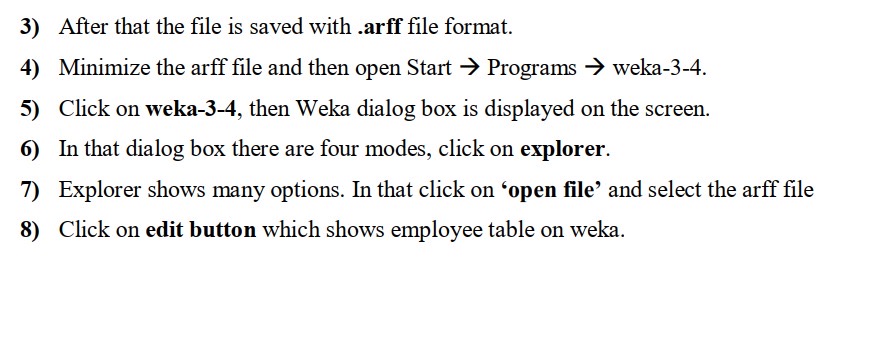 3) After that the file is saved with .arff file format.
4) Minimize the arff file and then open Start → Programs → weka-3-4.
5) Click on weka-3-4, then Weka dialog box is displayed on the screen.
6) In that dialog box there are four modes, click on explorer.
7) Explorer shows many options. In that click on ‘open file’ and select the arff file
8) Click on edit button which shows employee table on weka.